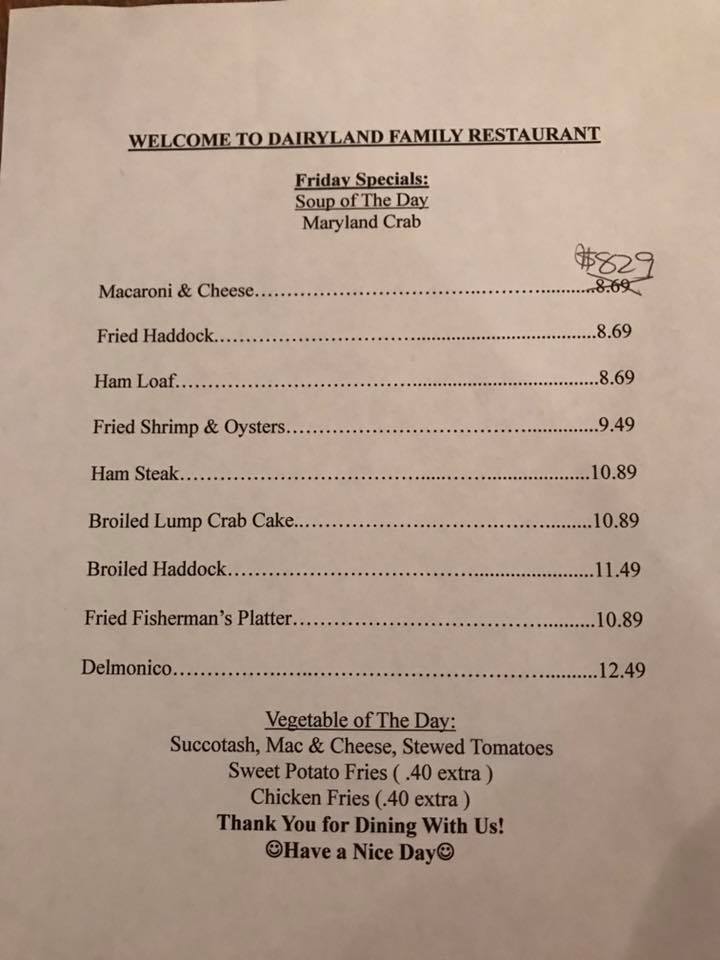 WELCOME TO DAIRYLAND FAMILY RESTAURANT
Friday Specials:
Soup of The Day
Maryland Crab
$829
Macaroni & Cheese.......................................................8.69
Fried Haddock.......................................................8.69
Ham Loaf.......................................................8.69
Fried Shrimp & Oysters.......................................................9.49
Ham Steak.......................................................10.89
Broiled Lump Crab Cake.......................................................10.89
Broiled Haddock.......................................................11.49
Fried Fisherman's Platter.......................................................10.89
Delmonico.......................................................12.49
Vegetable of The Day:
Succotash, Mac & Cheese, Stewed Tomatoes
Sweet Potato Fries ( .40 extra )
Chicken Fries (.40 extra )
Thank You for Dining With Us!
☺Have a Nice Day☺